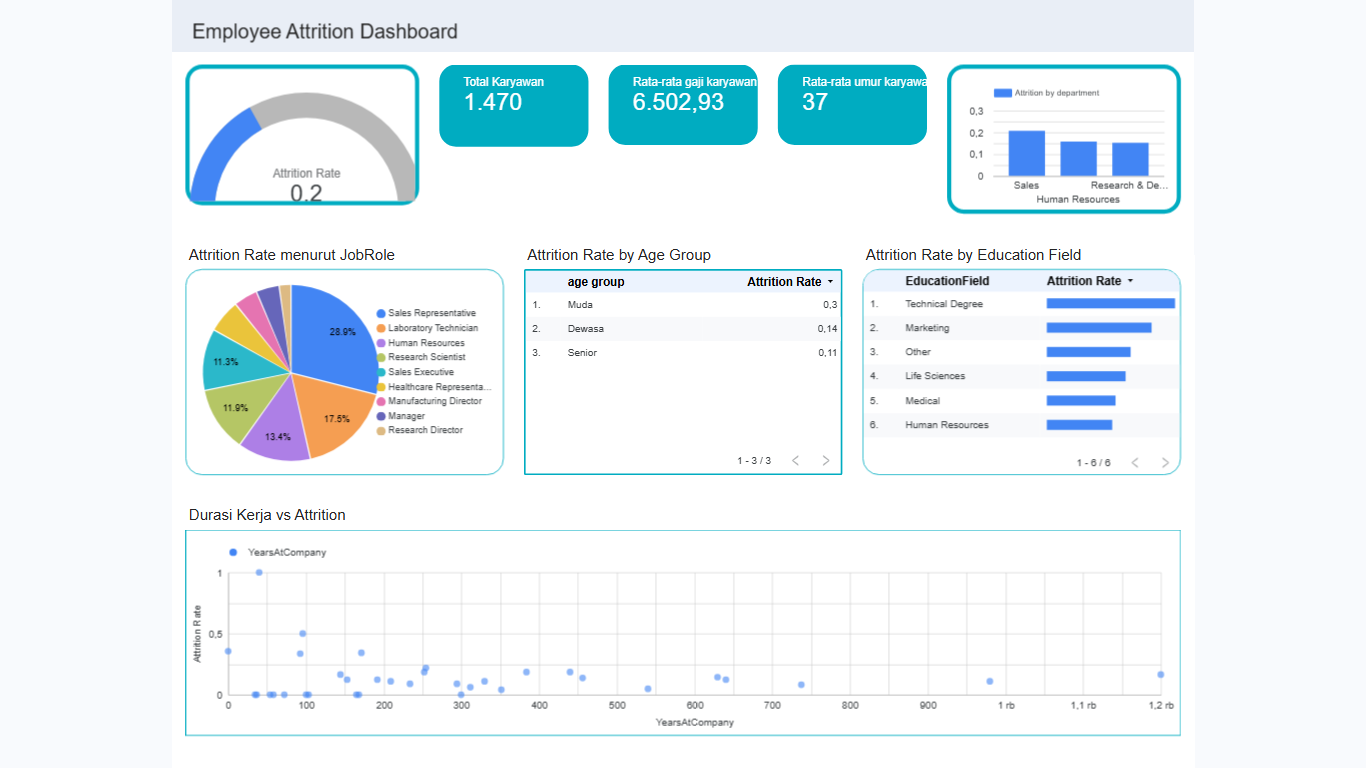 Employee Attrition Dashboard
Attrition Rate
0.2
Total Karyawan
1.470
Rata-rata gaji karyawan
6.502,93
Rata-rata umur karyawa
37
Attrition by department
0,3
0,2
0,1
0
Sales
Research & De...
Human Resources
Attrition Rate menurut JobRole
28.9%
17.5%
13.4%
11.9%
11.3%
Sales Representative
Laboratory Technician
Human Resources
Research Scientist
Sales Executive
Healthcare Representa...
Manufacturing Director
Manager
Research Director
Attrition Rate by Age Group
age group Attrition Rate
1. Muda 0,3
2. Dewasa 0,14
3. Senior 0,11
1 - 3 / 3
Attrition Rate by Education Field
EducationField Attrition Rate
1. Technical Degree
2. Marketing
3. Other
4. Life Sciences
5. Medical
6. Human Resources
1 - 6 / 6
Durasi Kerja vs Attrition
YearsAtCompany
Attrition Rate
1
0,5
0
0 100 200 300 400 500 600 700 800 900 1 rb 1,1 rb 1,2 rb
YearsAtCompany